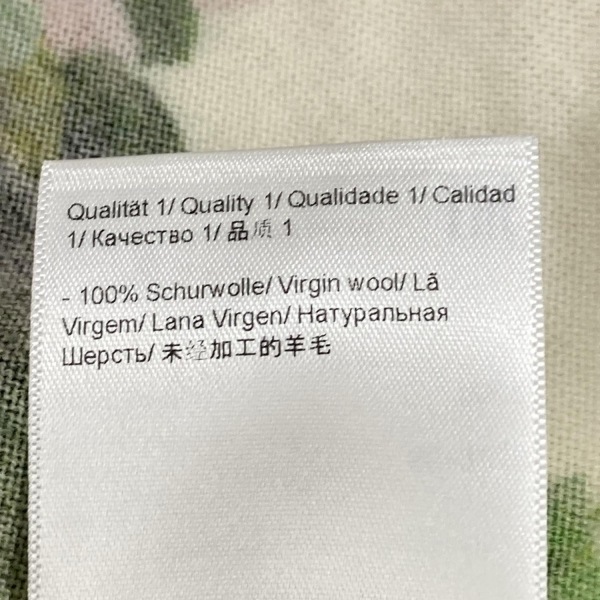 Qualität 1/ Quality 1/ Qualidade 1/ Calidad
1/ Качество 1/ 品质 1
- 100% Schurwolle/ Virgin wool/ Lã
Virgem/ Lana Virgen/ Натуральная
Шерсть/ 未经加工的羊毛